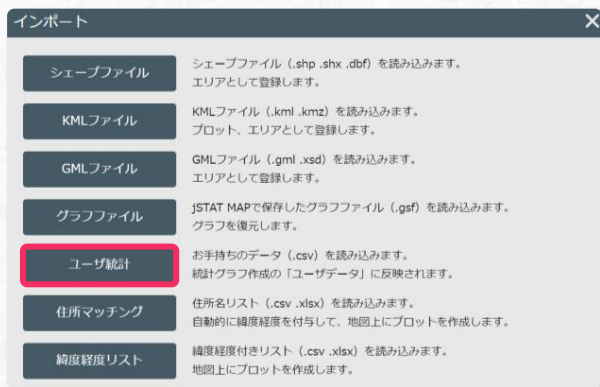 インポート
シェープファイル
シェープファイル（.shp .shx .dbf）を読み込みます。
エリアとして登録します。
KMLファイル
KMLファイル（.kml .kmz）を読み込みます。
プロット、エリアとして登録します。
GMLファイル
GMLファイル（.gml .xsd）を読み込みます。
エリアとして登録します。
グラフファイル
jSTAT MAPで保存したグラフファイル（.gsf）を読み込みます。
グラフを復元します。
ユーザ統計
お手持ちのデータ（.csv）を読み込みます。
統計グラフ作成の「ユーザデータ」に反映されます。
住所マッチング
住所名リスト（.csv .xlsx）を読み込みます。
自動的に緯度経度を付与して、地図上にプロットを作成します。
緯度経度リスト
緯度経度付きリスト（.csv .xlsx）を読み込みます。
地図上にプロットを作成します。